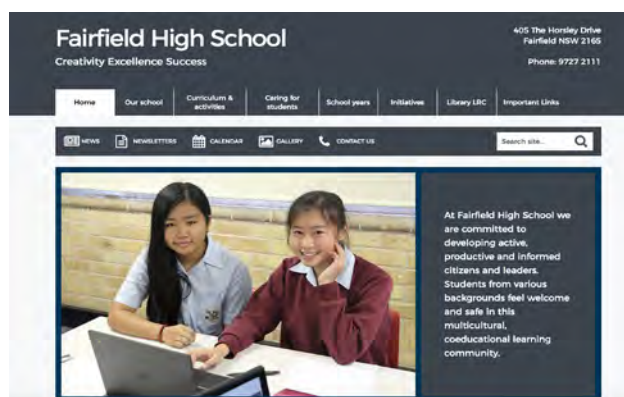 Fairfield High School
Creativity Excellence Success
405 The Horsley Drive
Fairfield NSW 2165
Phone: 9727 2111
Home
Our school
Curriculum &
activities
Caring for
students
School years
Initiatives
Library LRC
Important Links
NEWS
NEWSLETTERS
CALENDAR
GALLERY
CONTACT US
Search site...
At Fairfield High School we
are committed to
developing active,
productive and informed
citizens and leaders.
Students from various
backgrounds feel welcome
and safe in this
multicultural,
coeducational learning
community.